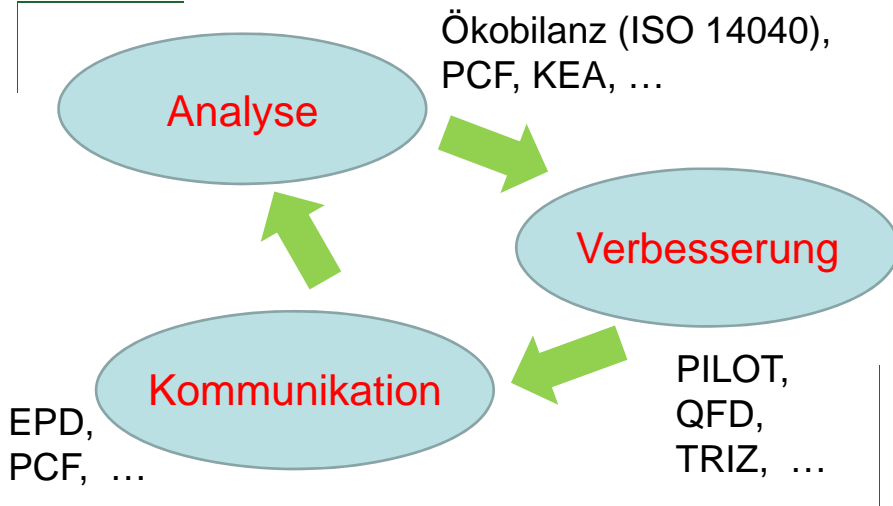 Ökobilanz (ISO 14040),
PCF, KEA, …
Analyse
Verbesserung
Kommunikation
PILOT,
QFD,
TRIZ, …
EPD,
PCF, …